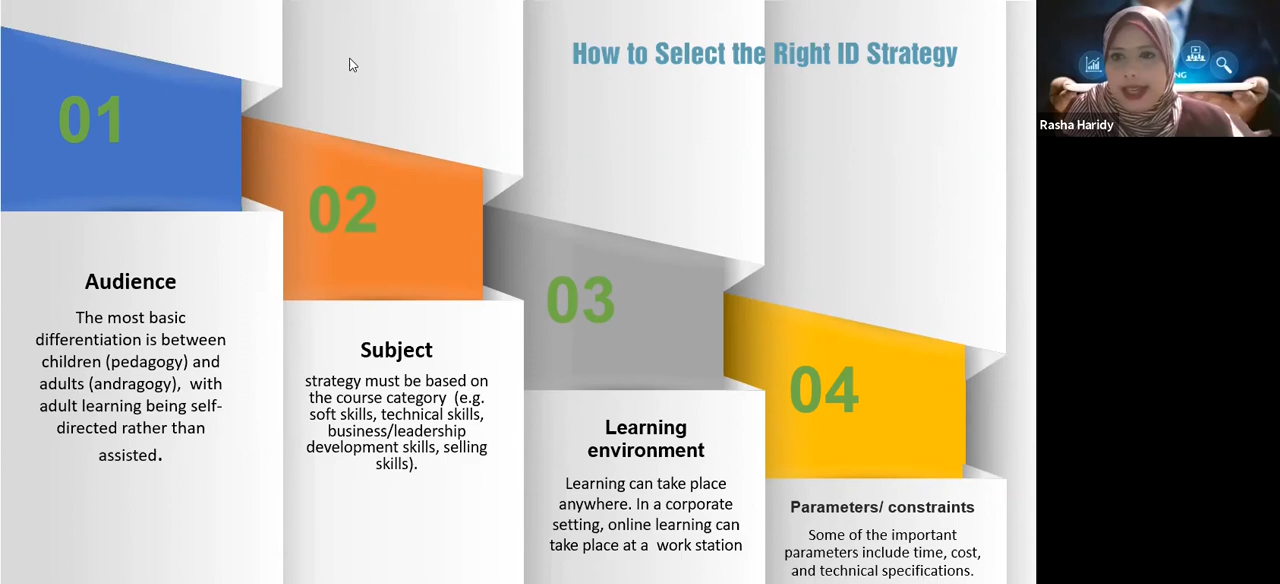 How to Select the Right ID Strategy
01
Audience
The most basic
differentiation is between
children (pedagogy) and
adults (andragogy), with
adult learning being self-
directed rather than
assisted.
02
Subject
strategy must be based on
the course category (e.g.
soft skills, technical skills,
business/leadership
development skills, selling
skills).
03
Learning
environment
Learning can take place
anywhere. In a corporate
setting, online learning can
take place at a work station
04
Parameters/ constraints
Some of the important
parameters include time, cost,
and technical specifications.
NG
Rasha Haridy